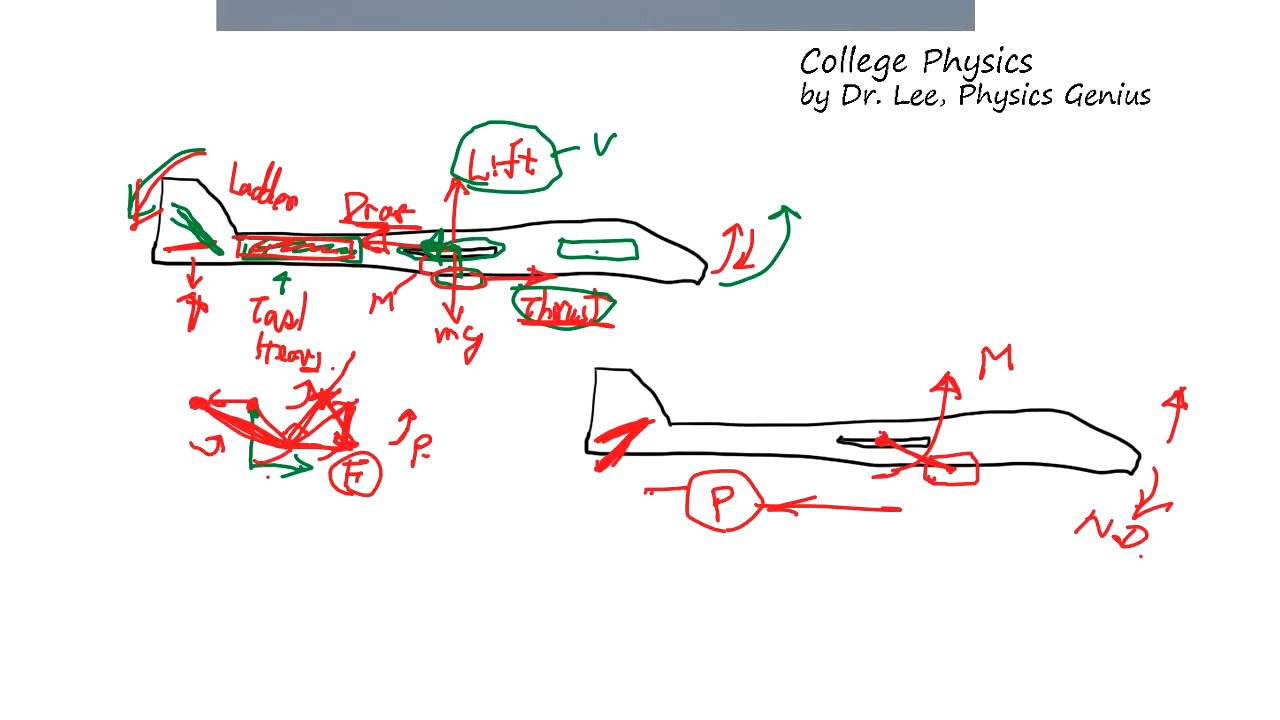 College Physics
by Dr. Lee, Physics Genius
Lift
V
Ladder
Drag
M
Thrust
Tail
Heavy
mg
M
F
P
N.D.